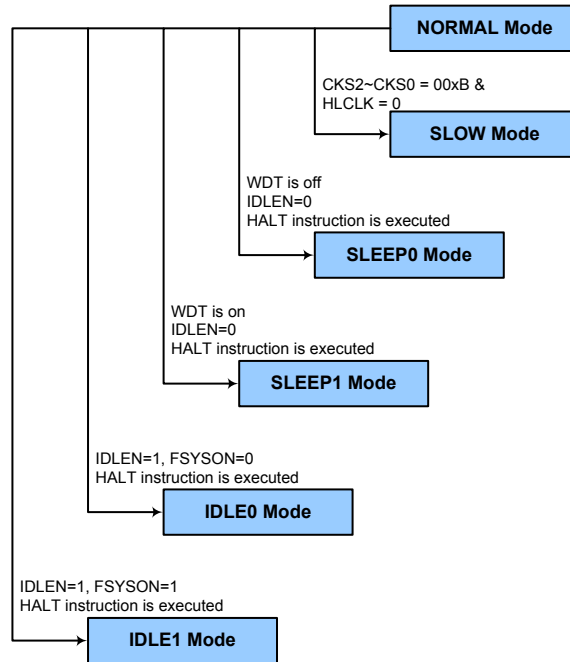 NORMAL Mode
CKS2~CKS0 = 00xB &
HLCLK = 0
SLOW Mode
WDT is off
IDLEN=0
HALT instruction is executed
SLEEP0 Mode
WDT is on
IDLEN=0
HALT instruction is executed
SLEEP1 Mode
IDLEN=1, FSYSON=0
HALT instruction is executed
IDLE0 Mode
IDLEN=1, FSYSON=1
HALT instruction is executed
IDLE1 Mode